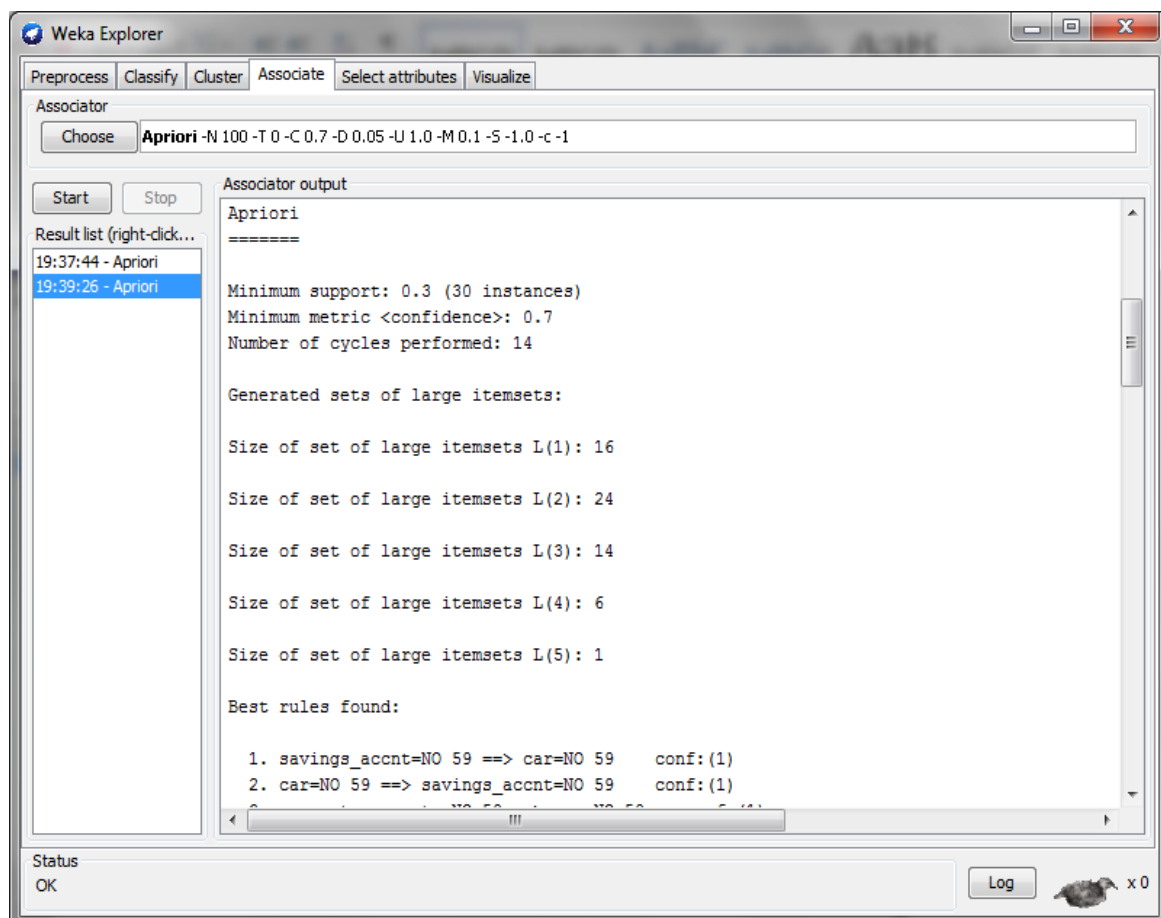 Weka Explorer
Preprocess Classify Cluster Associate Select attributes Visualize
Associator
Choose Apriori -N 100 -T 0 -C 0.7 -D 0.05 -U 1.0 -M 0.1 -S -1.0 -c -1
Start Stop
Result list (right-click...
19:37:44 - Apriori
19:39:26 - Apriori
Associator output
Apriori
=======
Minimum support: 0.3 (30 instances)
Minimum metric <confidence>: 0.7
Number of cycles performed: 14
Generated sets of large itemsets:
Size of set of large itemsets L(1): 16
Size of set of large itemsets L(2): 24
Size of set of large itemsets L(3): 14
Size of set of large itemsets L(4): 6
Size of set of large itemsets L(5): 1
Best rules found:
1. savings_accnt=NO 59 ==> car=NO 59 conf:(1)
2. car=NO 59 ==> savings_accnt=NO 59 conf:(1)
Status
OK
Log
x 0